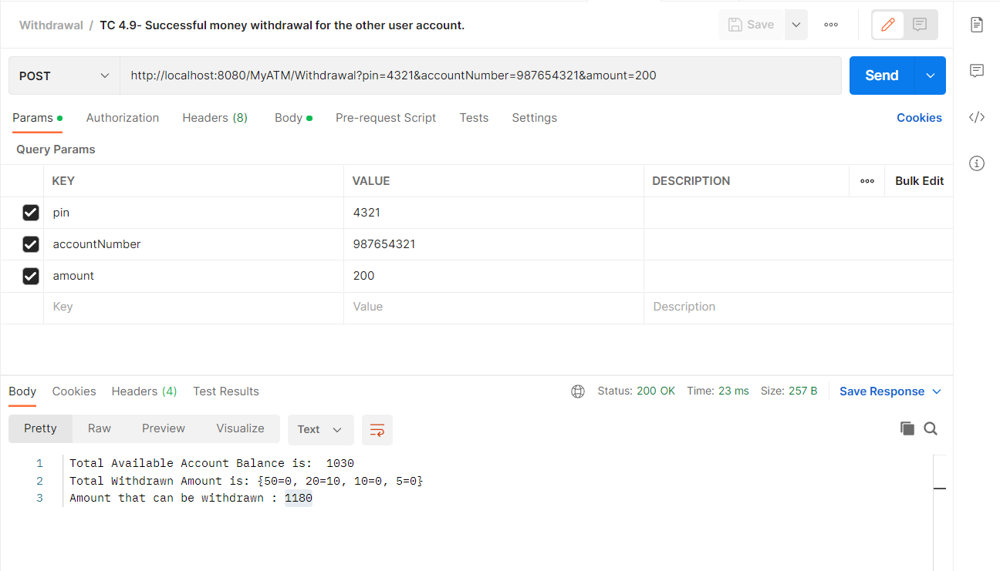 Withdrawal / TC 4.9- Successful money withdrawal for the other user account.
Save
POST
http://localhost:8080/MyATM/Withdrawal?pin=4321&accountNumber=987654321&amount=200
Send
Params Authorization Headers (8) Body Pre-request Script Tests Settings Cookies
Query Params
KEY VALUE DESCRIPTION Bulk Edit
pin 4321
accountNumber 987654321
amount 200
Key Value Description
Body Cookies Headers (4) Test Results Status: 200 OK Time: 23 ms Size: 257 B Save Response
Pretty Raw Preview Visualize Text
1 Total Available Account Balance is:  1030
2 Total Withdrawn Amount is: {50=0, 20=10, 10=0, 5=0}
3 Amount that can be withdrawn : 1180